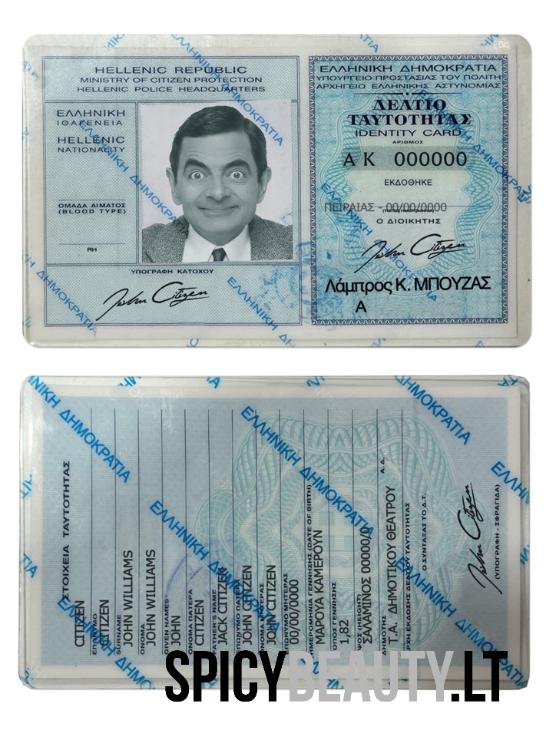 HELLENIC REPUBLIC
MINISTRY OF CITIZEN PROTECTION
HELLENIC POLICE HEADQUARTERS
ΕΛΛΗΝΙΚΗ
ΙΘΑΓΕΝΕΙΑ
HELLENIC
NATIONALITY
ΟΜΑΔΑ ΑΙΜΑΤΟΣ
(BLOOD TYPE)
RH
ΥΠΟΓΡΑΦΗ ΚΑΤΟΧΟΥ
John Citizen
ΕΛΛΗΝΙΚΗ ΔΗΜΟΚΡΑΤΙΑ
ΥΠΟΥΡΓΕΙΟ ΠΡΟΣΤΑΣΙΑΣ ΤΟΥ ΠΟΛΙΤΗ
ΑΡΧΗΓΕΙΟ ΕΛΛΗΝΙΚΗΣ ΑΣΤΥΝΟΜΙΑΣ
ΔΕΛΤΙΟ
ΤΑΥΤΟΤΗΤΑΣ
IDENTITY CARD
ΑΡΙΘΜΟΣ
Α Κ 000000
ΕΚΔΟΘΗΚΕ
ΠΕΙΡΑΙΑΣ - 00/00/0000
Ο ΔΙΟΙΚΗΤΗΣ
John Citizen
Λάμπρος Κ. ΜΠΟΥΖΑΣ
Α
ΕΛΛΗΝΙΚΗ ΔΗΜΟΚΡΑΤΙΑ
ΣΤΟΙΧΕΙΑ ΤΑΥΤΟΤΗΤΑΣ
CITIZEN
ΕΠΩΝΥΜΟ
CITIZEN
SURNAME
JOHN WILLIAMS
ΟΝΟΜΑ
JOHN WILLIAMS
GIVEN NAMES
JOHN
ΟΝΟΜΑ ΠΑΤΕΡΑ
CITIZEN
FATHER'S NAME
JACK CITIZEN
JOHN CITIZEN
ΟΝΟΜΑ ΜΗΤΕΡΑΣ
JOHN CITIZEN
ΕΠΩΝΥΜΟ ΜΗΤΕΡΑΣ
00/00/0000
ΗΜΕΡΟΜΗΝΙΑ ΓΕΝΝΗΣΗΣ (DATE OF BIRTH)
ΜΑΡΟΥΑ ΚΑΜΕΡΟΥΝ
ΤΟΠΟΣ ΓΕΝΝΗΣΗΣ
1,82
ΥΨΟΣ (HEIGHT)
ΣΑΛΑΜΙΝΟΣ 00000/0
ΔΗΜΟΤΗΣ
Α.Δ.
Τ.Α. ΔΗΜΟΤΙΚΟΥ ΘΕΑΤΡΟΥ
ΑΡΧΗ ΕΚΔΟΣΗΣ ΔΕΛΤΙΟΥ ΤΑΥΤΟΤΗΤΑΣ
Ο ΣΥΝΤΑΞΑΣ ΤΟ Δ.Τ.
John Citizen
(ΥΠΟΓΡΑΦΗ - ΣΦΡΑΓΙΔΑ)
SPICYBEAUTY.LT